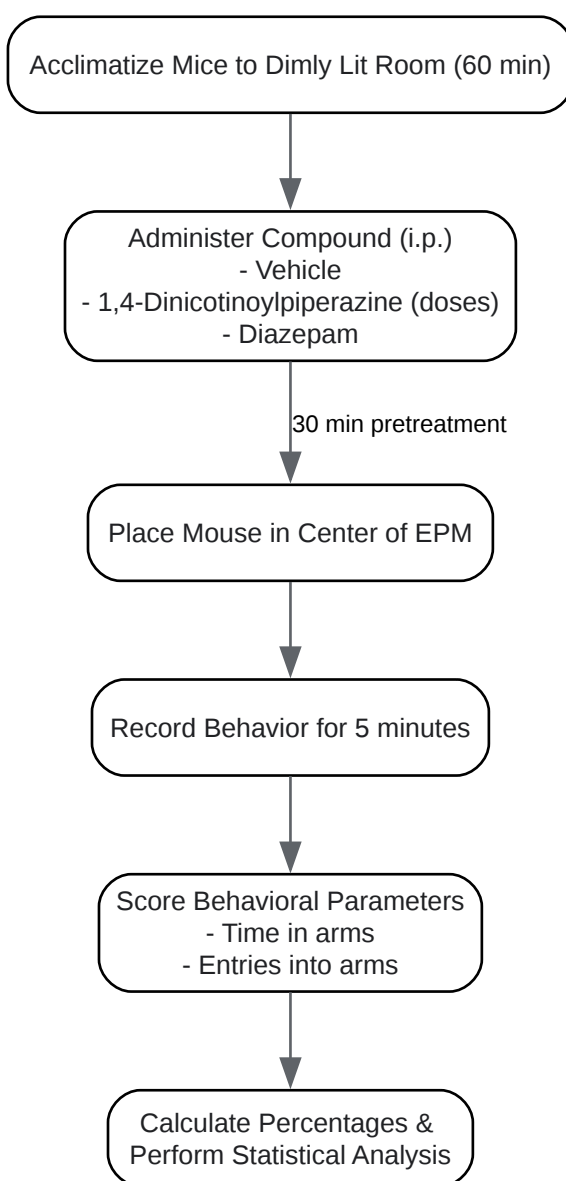 Acclimatize Mice to Dimly Lit Room (60 min)
Administer Compound (i.p.)
- Vehicle
- 1,4-Dinicotinoylpiperazine (doses)
- Diazepam
30 min pretreatment
Place Mouse in Center of EPM
Record Behavior for 5 minutes
Score Behavioral Parameters
- Time in arms
- Entries into arms
Calculate Percentages &
Perform Statistical Analysis